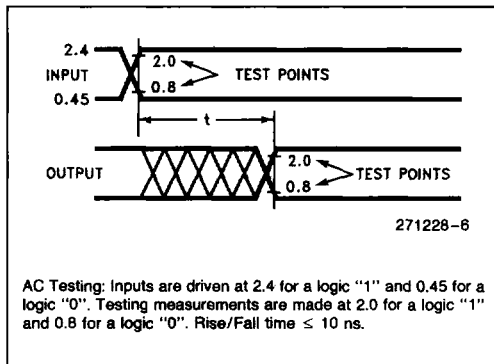 2.4
2.0
INPUT
TEST POINTS
0.8
0.45
t
2.0
OUTPUT
TEST POINTS
0.8
271228-6
AC Testing: Inputs are driven at 2.4 for a logic "1" and 0.45 for a
logic "0". Testing measurements are made at 2.0 for a logic "1"
and 0.8 for a logic "0". Rise/Fall time ≤ 10 ns.